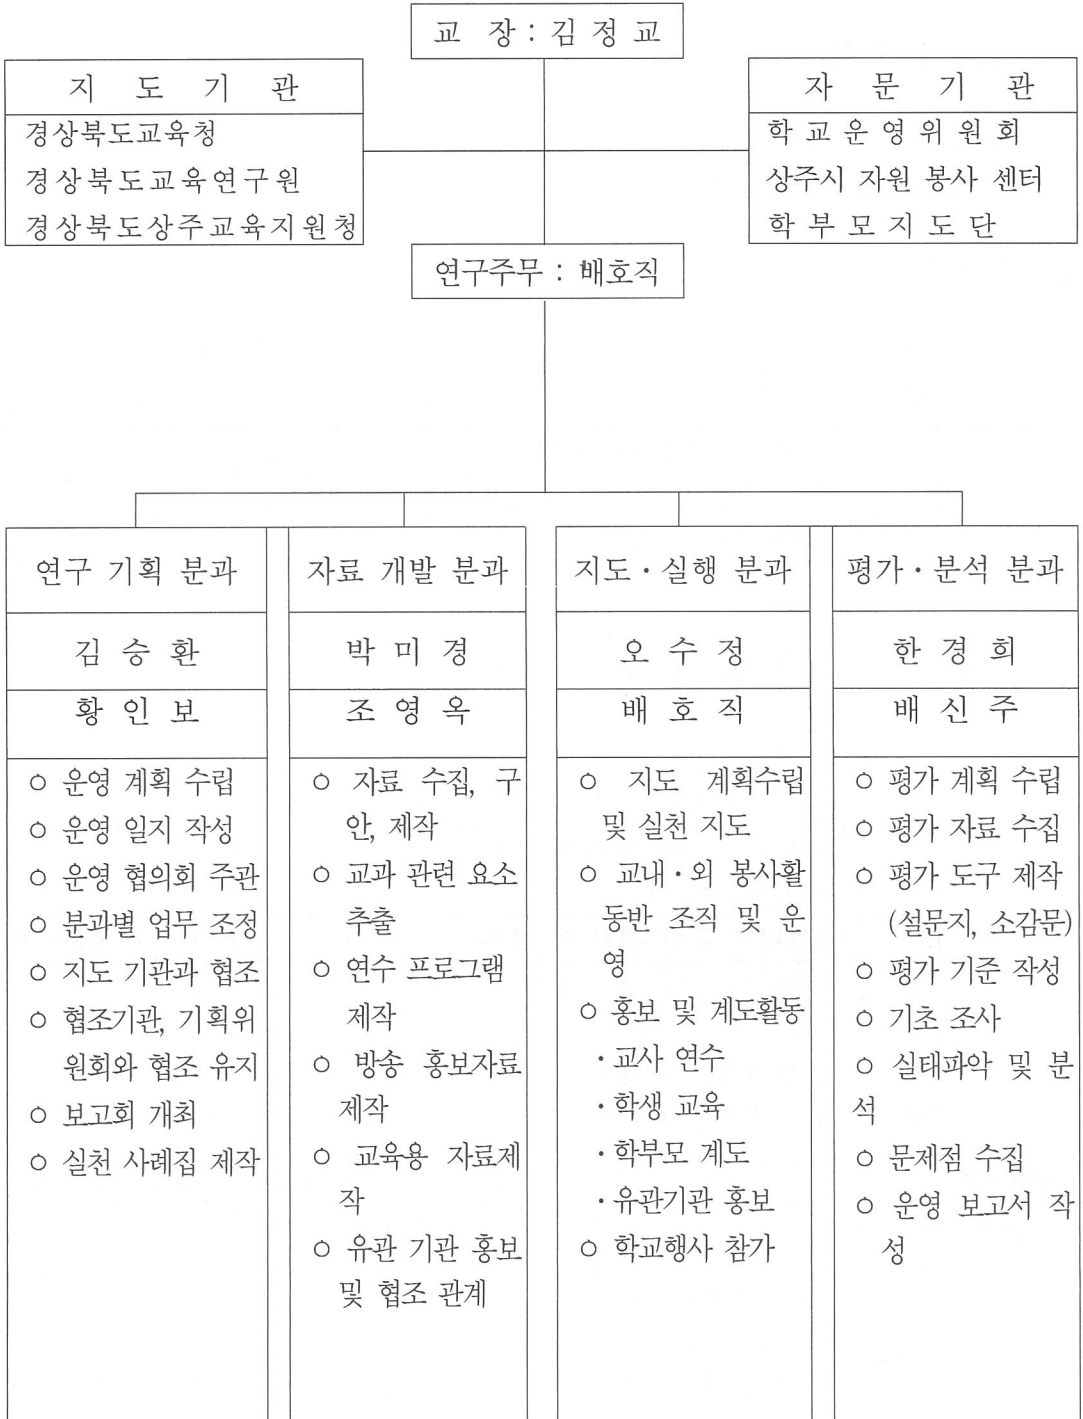 교 장 : 김 정 교
지 도 기 관
경상북도교육청
경상북도교육연구원
경상북도상주교육지원청
자 문 기 관
학 교 운 영 위 원 회
상주시 자원 봉사 센터
학 부 모 지 도 단
연구주무 : 배호직
연구 기획 분과
김 승 환
황 인 보
ㅇ 운영 계획 수립
ㅇ 운영 일지 작성
ㅇ 운영 협의회 주관
ㅇ 분과별 업무 조정
ㅇ 지도 기관과 협조
ㅇ 협조기관, 기획위
원회와 협조 유지
ㅇ 보고회 개최
ㅇ 실천 사례집 제작
자료 개발 분과
박 미 경
조 영 옥
ㅇ 자료 수집, 구
안, 제작
ㅇ 교과 관련 요소
추출
ㅇ 연수 프로그램
제작
ㅇ 방송 홍보자료
제작
ㅇ 교육용 자료제
작
ㅇ 유관 기관 홍보
및 협조 관계
지도·실행 분과
오 수 정
배 호 직
ㅇ 지도 계획수립
및 실천 지도
ㅇ 교내·외 봉사활
동반 조직 및 운
영
ㅇ 홍보 및 계도활동
·교사 연수
·학생 교육
·학부모 계도
·유관기관 홍보
ㅇ 학교행사 참가
평가·분석 분과
한 경 희
배 신 주
ㅇ 평가 계획 수립
ㅇ 평가 자료 수집
ㅇ 평가 도구 제작
(설문지, 소감문)
ㅇ 평가 기준 작성
ㅇ 기초 조사
ㅇ 실태파악 및 분
석
ㅇ 문제점 수집
ㅇ 운영 보고서 작
성